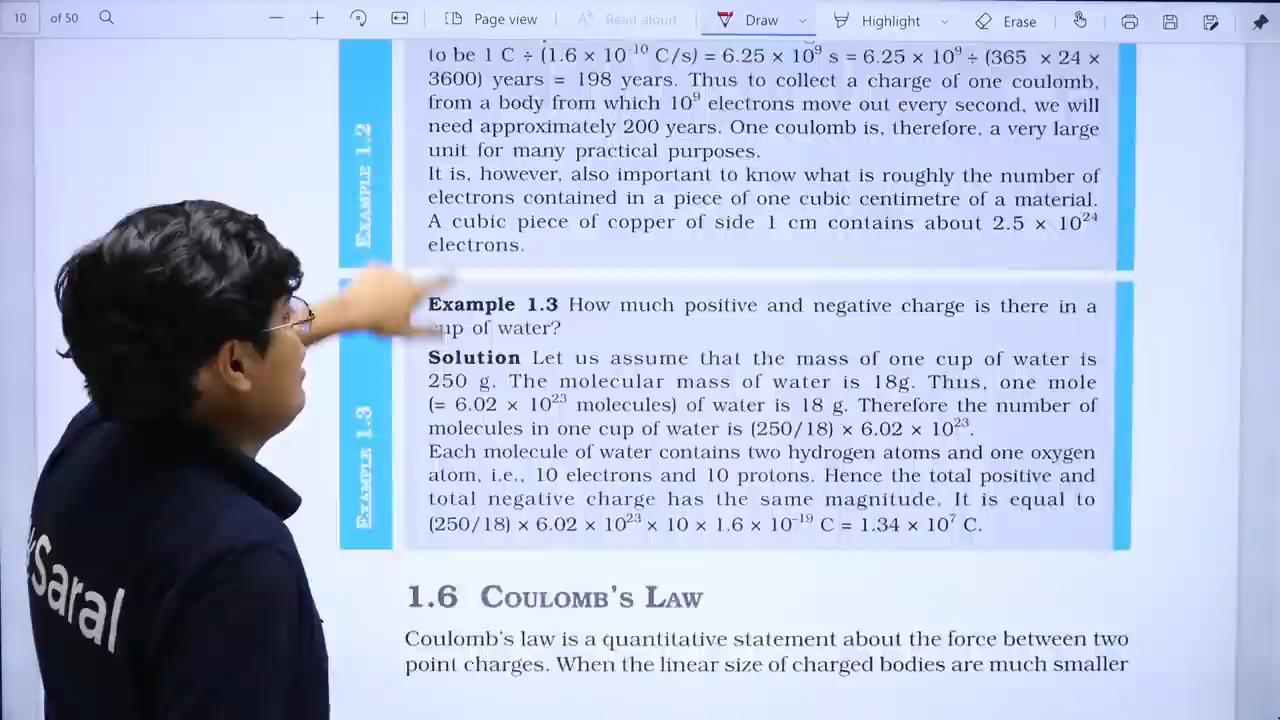 10 of 50 Page view Read aloud Draw Highlight Erase
to be 1 C ÷ (1.6 × 10⁻¹⁰ C/s) = 6.25 × 10⁹ s = 6.25 × 10⁹ ÷ (365 × 24 ×
3600) years = 198 years. Thus to collect a charge of one coulomb,
from a body from which 10⁹ electrons move out every second, we will
need approximately 200 years. One coulomb is, therefore, a very large
unit for many practical purposes.
It is, however, also important to know what is roughly the number of
electrons contained in a piece of one cubic centimetre of a material.
A cubic piece of copper of side 1 cm contains about 2.5 × 10²⁴
electrons.
EXAMPLE 1.2
Example 1.3 How much positive and negative charge is there in a
up of water?
Solution Let us assume that the mass of one cup of water is
250 g. The molecular mass of water is 18g. Thus, one mole
(= 6.02 × 10²³ molecules) of water is 18 g. Therefore the number of
molecules in one cup of water is (250/18) × 6.02 × 10²³.
Each molecule of water contains two hydrogen atoms and one oxygen
atom, i.e., 10 electrons and 10 protons. Hence the total positive and
total negative charge has the same magnitude. It is equal to
(250/18) × 6.02 × 10²³ × 10 × 1.6 × 10⁻¹⁹ C = 1.34 × 10⁷ C.
EXAMPLE 1.3
1.6 COULOMB'S LAW
Coulomb's law is a quantitative statement about the force between two
point charges. When the linear size of charged bodies are much smaller
Saral